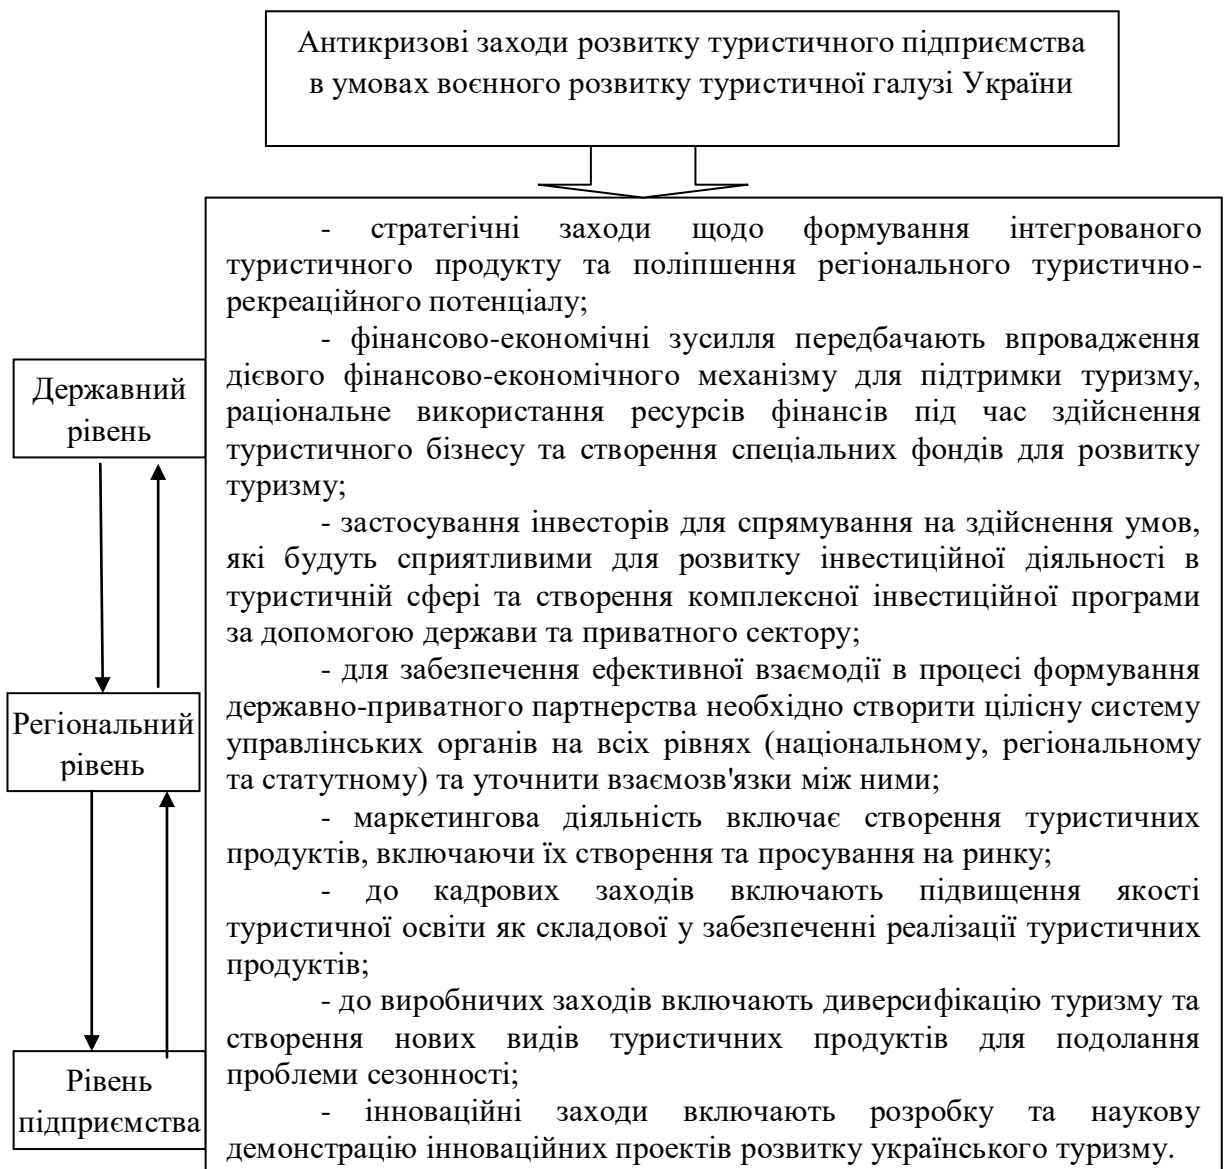 Антикризові заходи розвитку туристичного підприємства
в умовах воєнного розвитку туристичної галузі України
- стратегічні заходи щодо формування інтегрованого
туристичного продукту та поліпшення регіонального туристично-
рекреаційного потенціалу;
- фінансово-економічні зусилля передбачають впровадження
дієвого фінансово-економічного механізму для підтримки туризму,
раціональне використання ресурсів фінансів під час здійснення
туристичного бізнесу та створення спеціальних фондів для розвитку
туризму;
- застосування інвесторів для спрямування на здійснення умов,
які будуть сприятливими для розвитку інвестиційної діяльності в
туристичній сфері та створення комплексної інвестиційної програми
за допомогою держави та приватного сектору;
- для забезпечення ефективної взаємодії в процесі формування
державно-приватного партнерства необхідно створити цілісну систему
управлінських органів на всіх рівнях (національному, регіональному
та статутному) та уточнити взаємозв'язки між ними;
- маркетингова діяльність включає створення туристичних
продуктів, включаючи їх створення та просування на ринку;
- до кадрових заходів включають підвищення якості
туристичної освіти як складової у забезпеченні реалізації туристичних
продуктів;
- до виробничих заходів включають диверсифікацію туризму та
створення нових видів туристичних продуктів для подолання
проблеми сезонності;
- інноваційні заходи включають розробку та наукову
демонстрацію інноваційних проектів розвитку українського туризму.
Державний
рівень
Регіональний
рівень
Рівень
підприємства